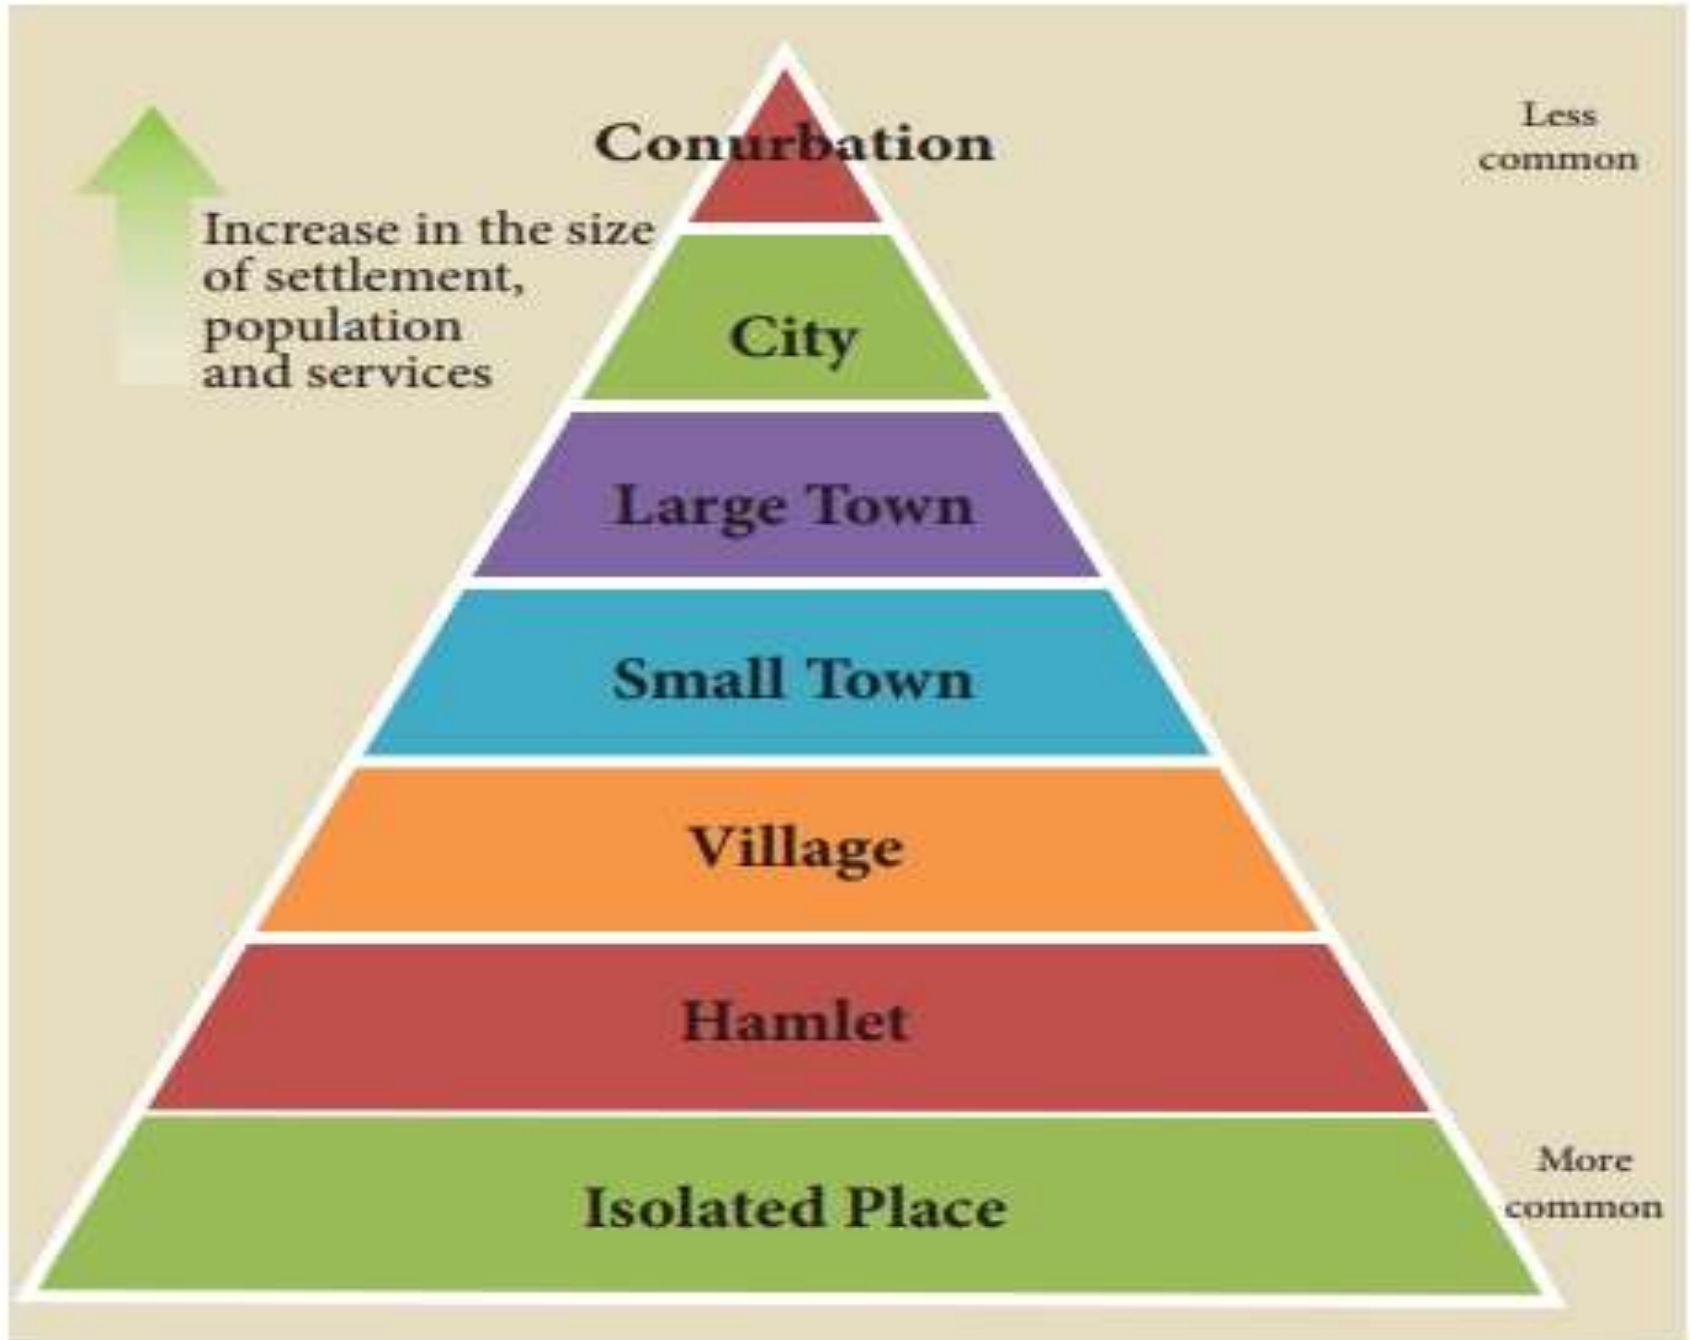 Conurbation
Less
common
Increase in the size
of settlement,
population
and services
City
Large Town
Small Town
Village
Hamlet
Isolated Place
More
common